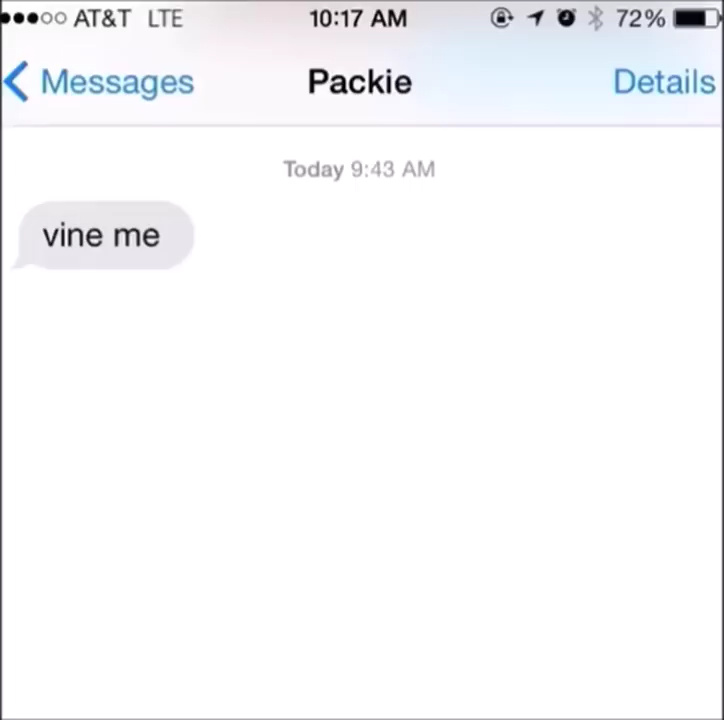 ●●●○○ AT&T LTE 10:17 AM 72%
Messages Packie Details
Today 9:43 AM
vine me